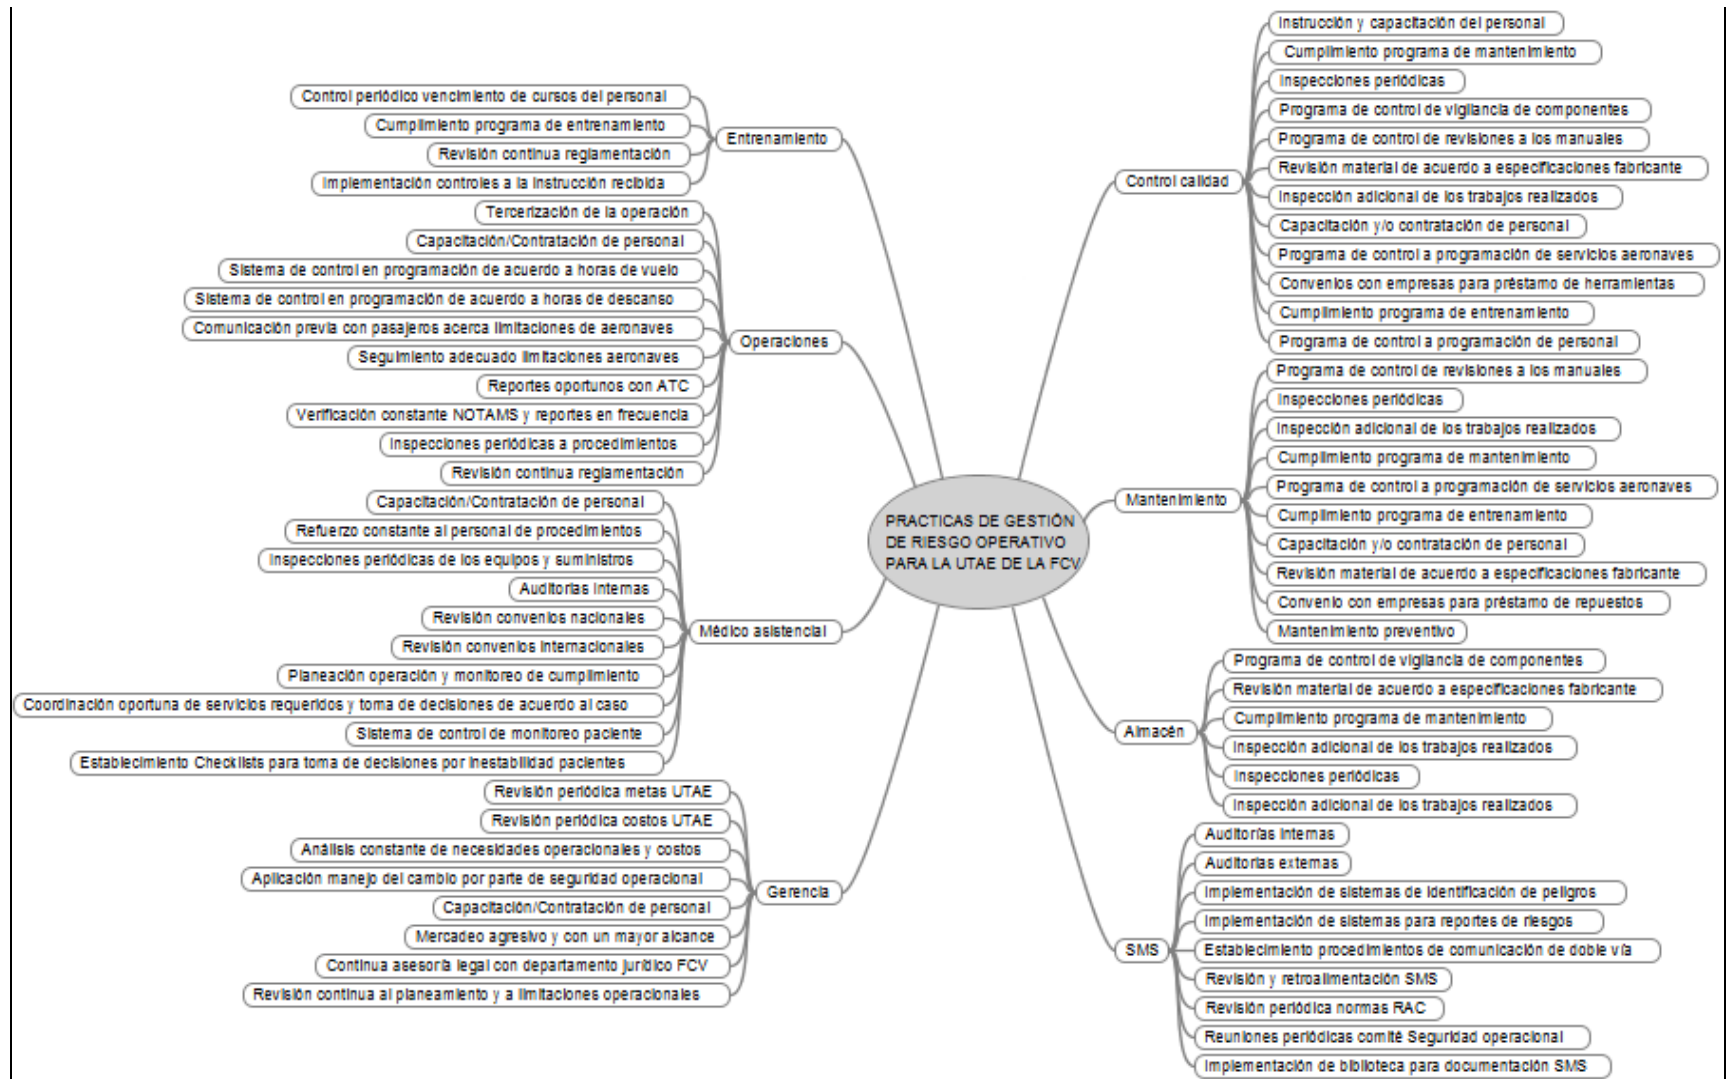 Control periódico vencimiento de cursos del personal
Cumplimiento programa de entrenamiento
Revisión continua reglamentación
Implementación controles a la instrucción recibida
Entrenamiento
Tercerización de la operación
Capacitación/Contratación de personal
Sistema de control en programación de acuerdo a horas de vuelo
Sistema de control en programación de acuerdo a horas de descanso
Comunicación previa con pasajeros acerca limitaciones de aeronaves
Seguimiento adecuado limitaciones aeronaves
Reportes oportunos con ATC
Verificación constante NOTAMS y reportes en frecuencia
Inspecciones periódicas a procedimientos
Revisión continua reglamentación
Operaciones
Capacitación/Contratación de personal
Refuerzo constante al personal de procedimientos
Inspecciones periódicas de los equipos y suministros
Auditorias internas
Revisión convenios nacionales
Revisión convenios internacionales
Planeación operación y monitoreo de cumplimiento
Coordinación oportuna de servicios requeridos y toma de decisiones de acuerdo al caso
Sistema de control de monitoreo paciente
Establecimiento Checklists para toma de decisiones por inestabilidad pacientes
Médico asistencial
Revisión periódica metas UTAE
Revisión periódica costos UTAE
Análisis constante de necesidades operacionales y costos
Aplicación manejo del cambio por parte de seguridad operacional
Capacitación/Contratación de personal
Mercadeo agresivo y con un mayor alcance
Continua asesoría legal con departamento jurídico FCV
Revisión continua al planeamiento y a limitaciones operacionales
Gerencia
PRACTICAS DE GESTIÓN
DE RIESGO OPERATIVO
PARA LA UTAE DE LA FCV
Control calidad
Instrucción y capacitación del personal
Cumplimiento programa de mantenimiento
Inspecciones periódicas
Programa de control de vigilancia de componentes
Programa de control de revisiones a los manuales
Revisión material de acuerdo a especificaciones fabricante
Inspección adicional de los trabajos realizados
Capacitación y/o contratación de personal
Programa de control a programación de servicios aeronaves
Convenios con empresas para préstamo de herramientas
Cumplimiento programa de entrenamiento
Programa de control a programación de personal
Mantenimiento
Programa de control de revisiones a los manuales
Inspecciones periódicas
Inspección adicional de los trabajos realizados
Cumplimiento programa de mantenimiento
Programa de control a programación de servicios aeronaves
Cumplimiento programa de entrenamiento
Capacitación y/o contratación de personal
Revisión material de acuerdo a especificaciones fabricante
Convenio con empresas para préstamo de repuestos
Mantenimiento preventivo
Almacén
Programa de control de vigilancia de componentes
Revisión material de acuerdo a especificaciones fabricante
Cumplimiento programa de mantenimiento
Inspección adicional de los trabajos realizados
Inspecciones periódicas
Inspección adicional de los trabajos realizados
SMS
Auditorías internas
Auditorias externas
Implementación de sistemas de identificación de peligros
Implementación de sistemas para reportes de riesgos
Establecimiento procedimientos de comunicación de doble vía
Revisión y retroalimentación SMS
Revisión periódica normas RAC
Reuniones periódicas comité Seguridad operacional
Implementación de biblioteca para documentación SMS